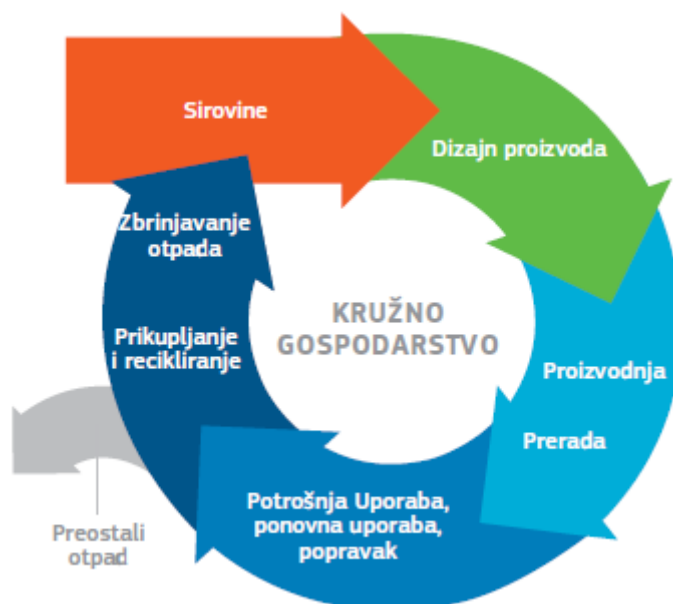 Sirovine
Dizajn proizvoda
Zbrinjavanje
otpada
KRUŽNO
GOSPODARSTVO
Prikupljanje
i recikliranje
Proizvodnja
Prerada
Potrošnja Uporaba,
ponovna uporaba,
popravak
Preostali
otpad